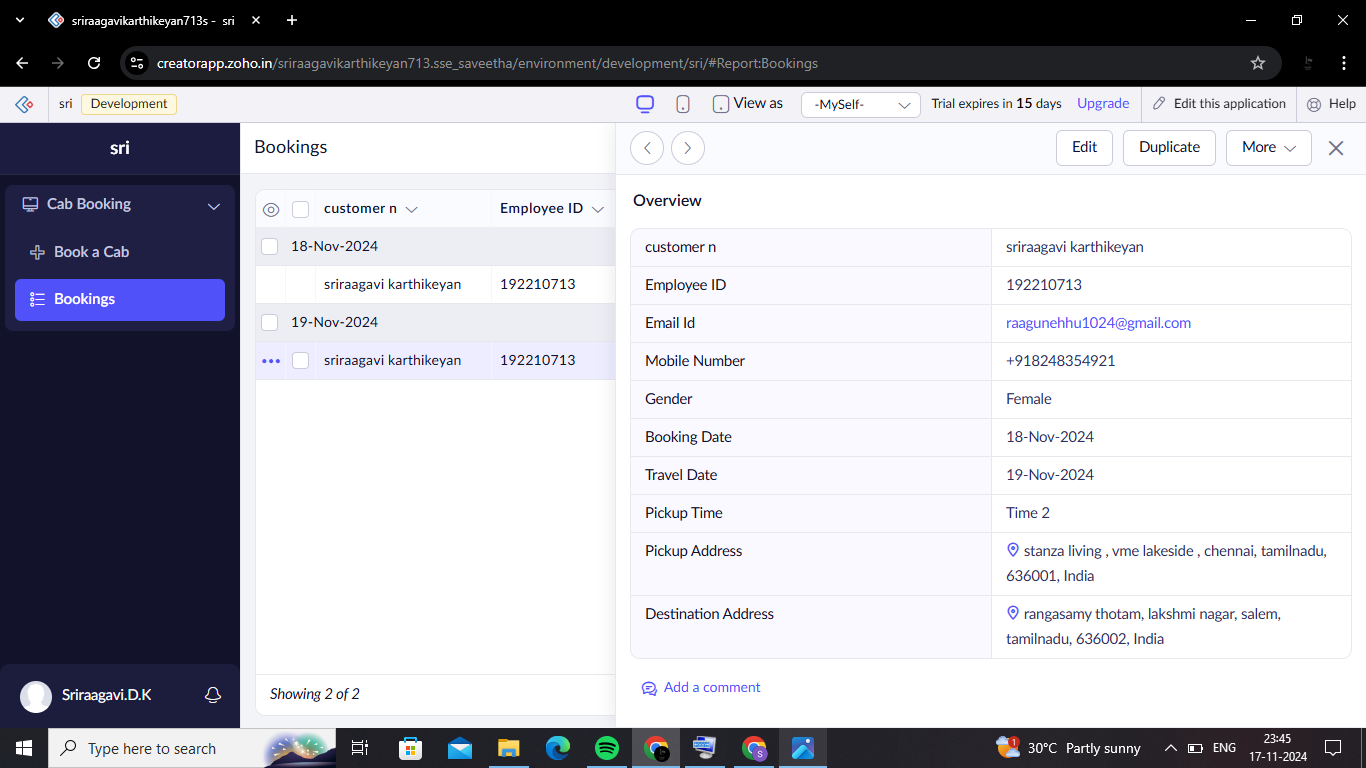 sriraagavikarthikeyan713s - sri
creatorapp.zoho.in/sriraagavikarthikeyan713.sse_saveetha/environment/development/sri/#Report:Bookings
sri Development View as -MySelf- Trial expires in 15 days Upgrade Edit this application Help
sri
Cab Booking
Book a Cab
Bookings
Sriraagavi.D.K
Bookings
customer n Employee ID
18-Nov-2024
sriraagavi karthikeyan 192210713
19-Nov-2024
sriraagavi karthikeyan 192210713
Showing 2 of 2
Edit Duplicate More
Overview
customer n sriraagavi karthikeyan
Employee ID 192210713
Email Id raagunehhu1024@gmail.com
Mobile Number +918248354921
Gender Female
Booking Date 18-Nov-2024
Travel Date 19-Nov-2024
Pickup Time Time 2
Pickup Address stanza living , vme lakeside , chennai, tamilnadu,
636001, India
Destination Address rangasamy thotam, lakshmi nagar, salem,
tamilnadu, 636002, India
Add a comment
Type here to search
1
S
30°C Partly sunny
ENG
23:45
17-11-2024